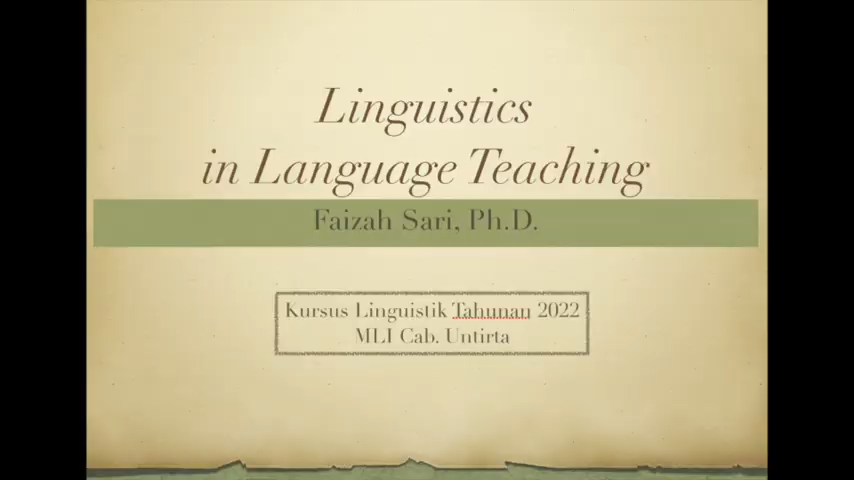 Linguistics
in Language Teaching
Faizah Sari, Ph.D.
Kursus Linguistik Tahunan 2022
MLI Cab. Untirta